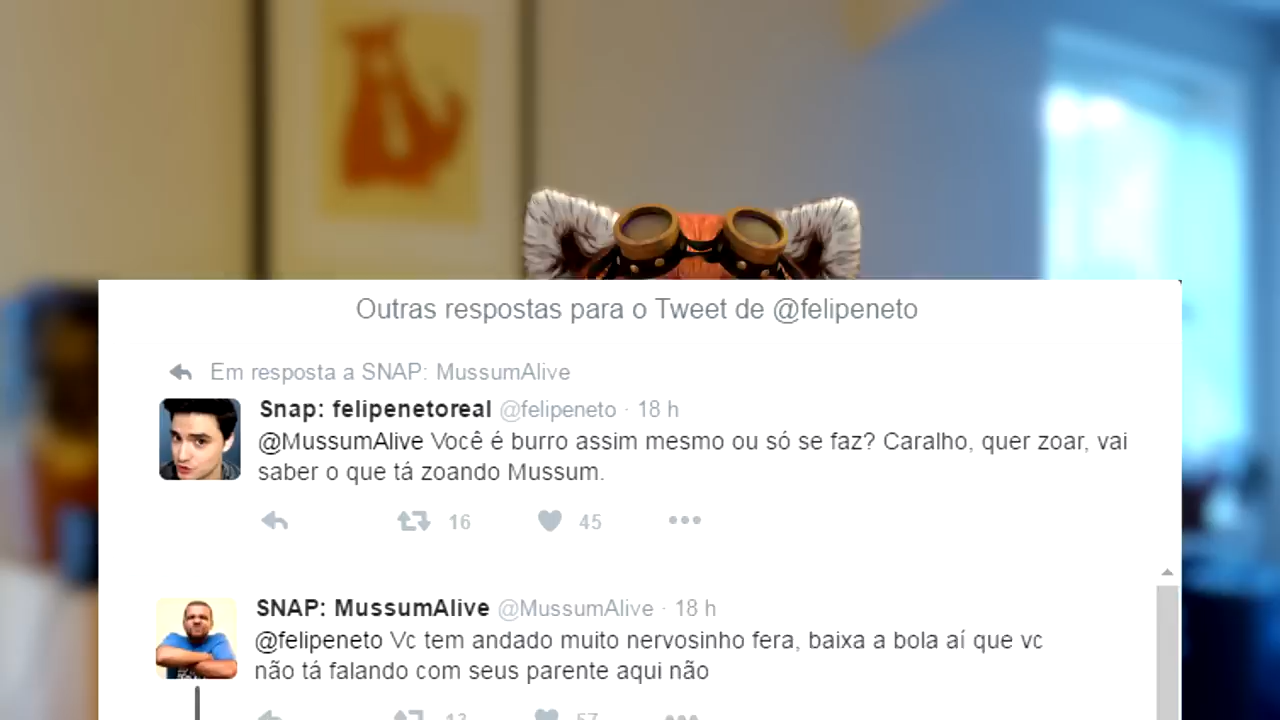 Outras respostas para o Tweet de @felipeneto
Em resposta a SNAP: MussumAlive
Snap: felipenetoreal @felipeneto · 18 h
@MussumAlive Você é burro assim mesmo ou só se faz? Caralho, quer zoar, vai
saber o que tá zoando Mussum.
16 45
SNAP: MussumAlive @MussumAlive · 18 h
@felipeneto Vc tem andado muito nervosinho fera, baixa a bola aí que vc
não tá falando com seus parente aqui não
13 57